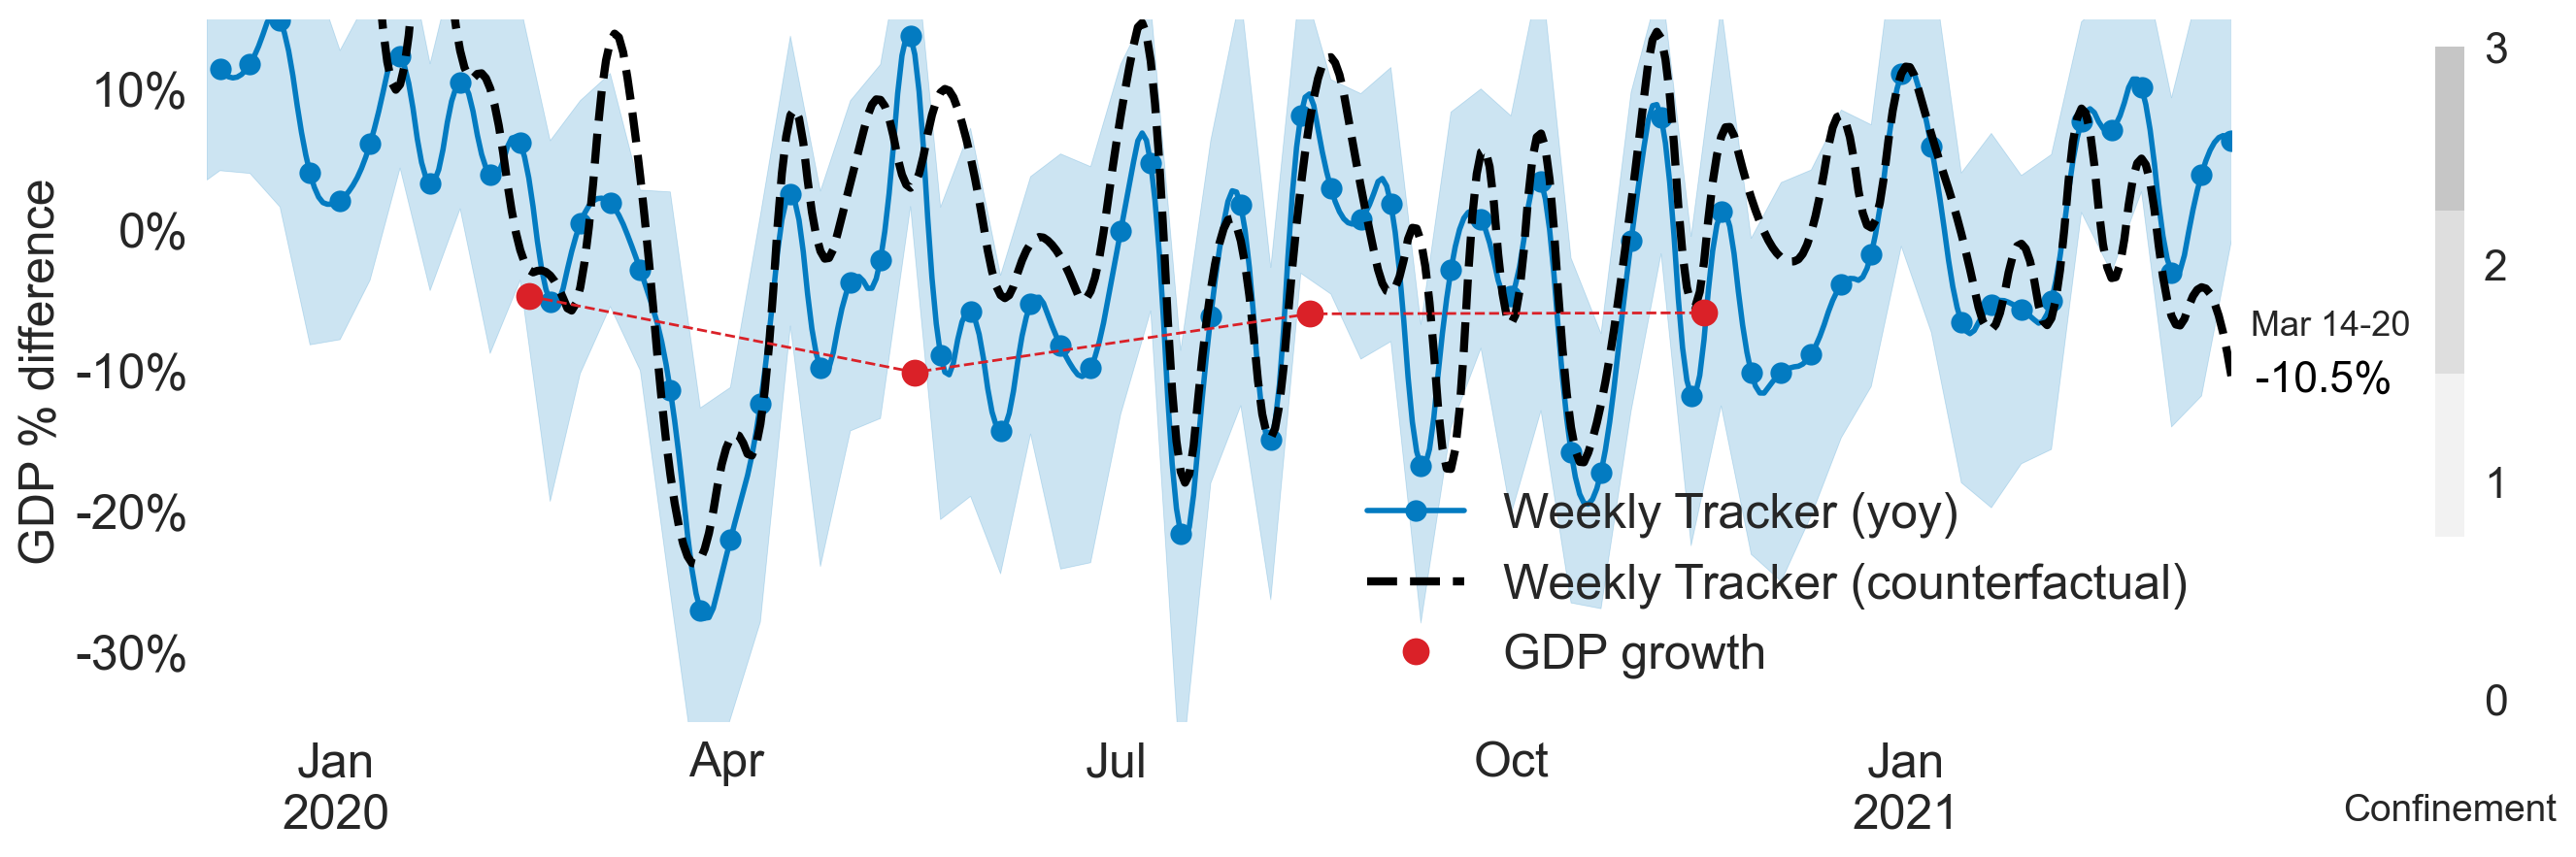 GDP % difference
10%
0%
-10%
-20%
-30%
Jan
2020
Apr
Jul
Oct
Jan
2021
Weekly Tracker (yoy)
Weekly Tracker (counterfactual)
GDP growth
Mar 14-20
-10.5%
3
2
1
0
Confinement